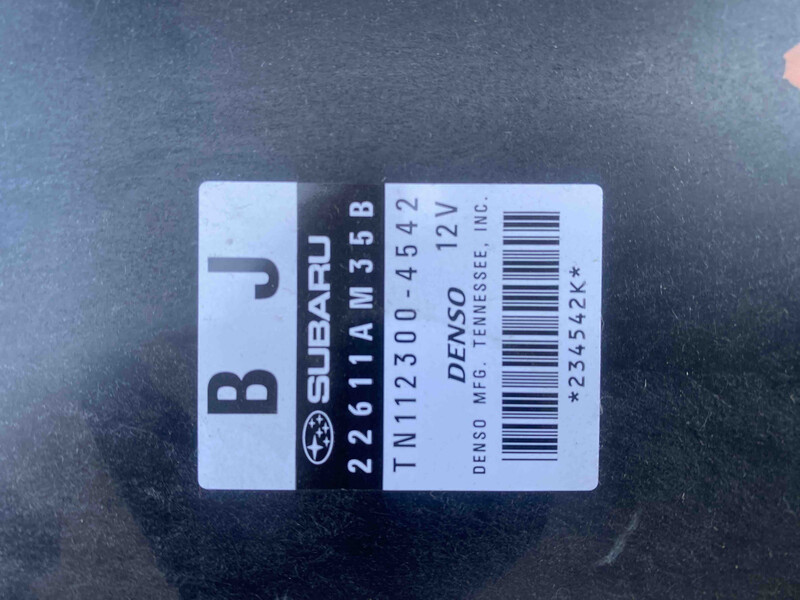 B J
SUBARU
22611AM35B
TN112300-4542
DENSO 12V
DENSO MFG. TENNESSEE, INC.
*234542K*